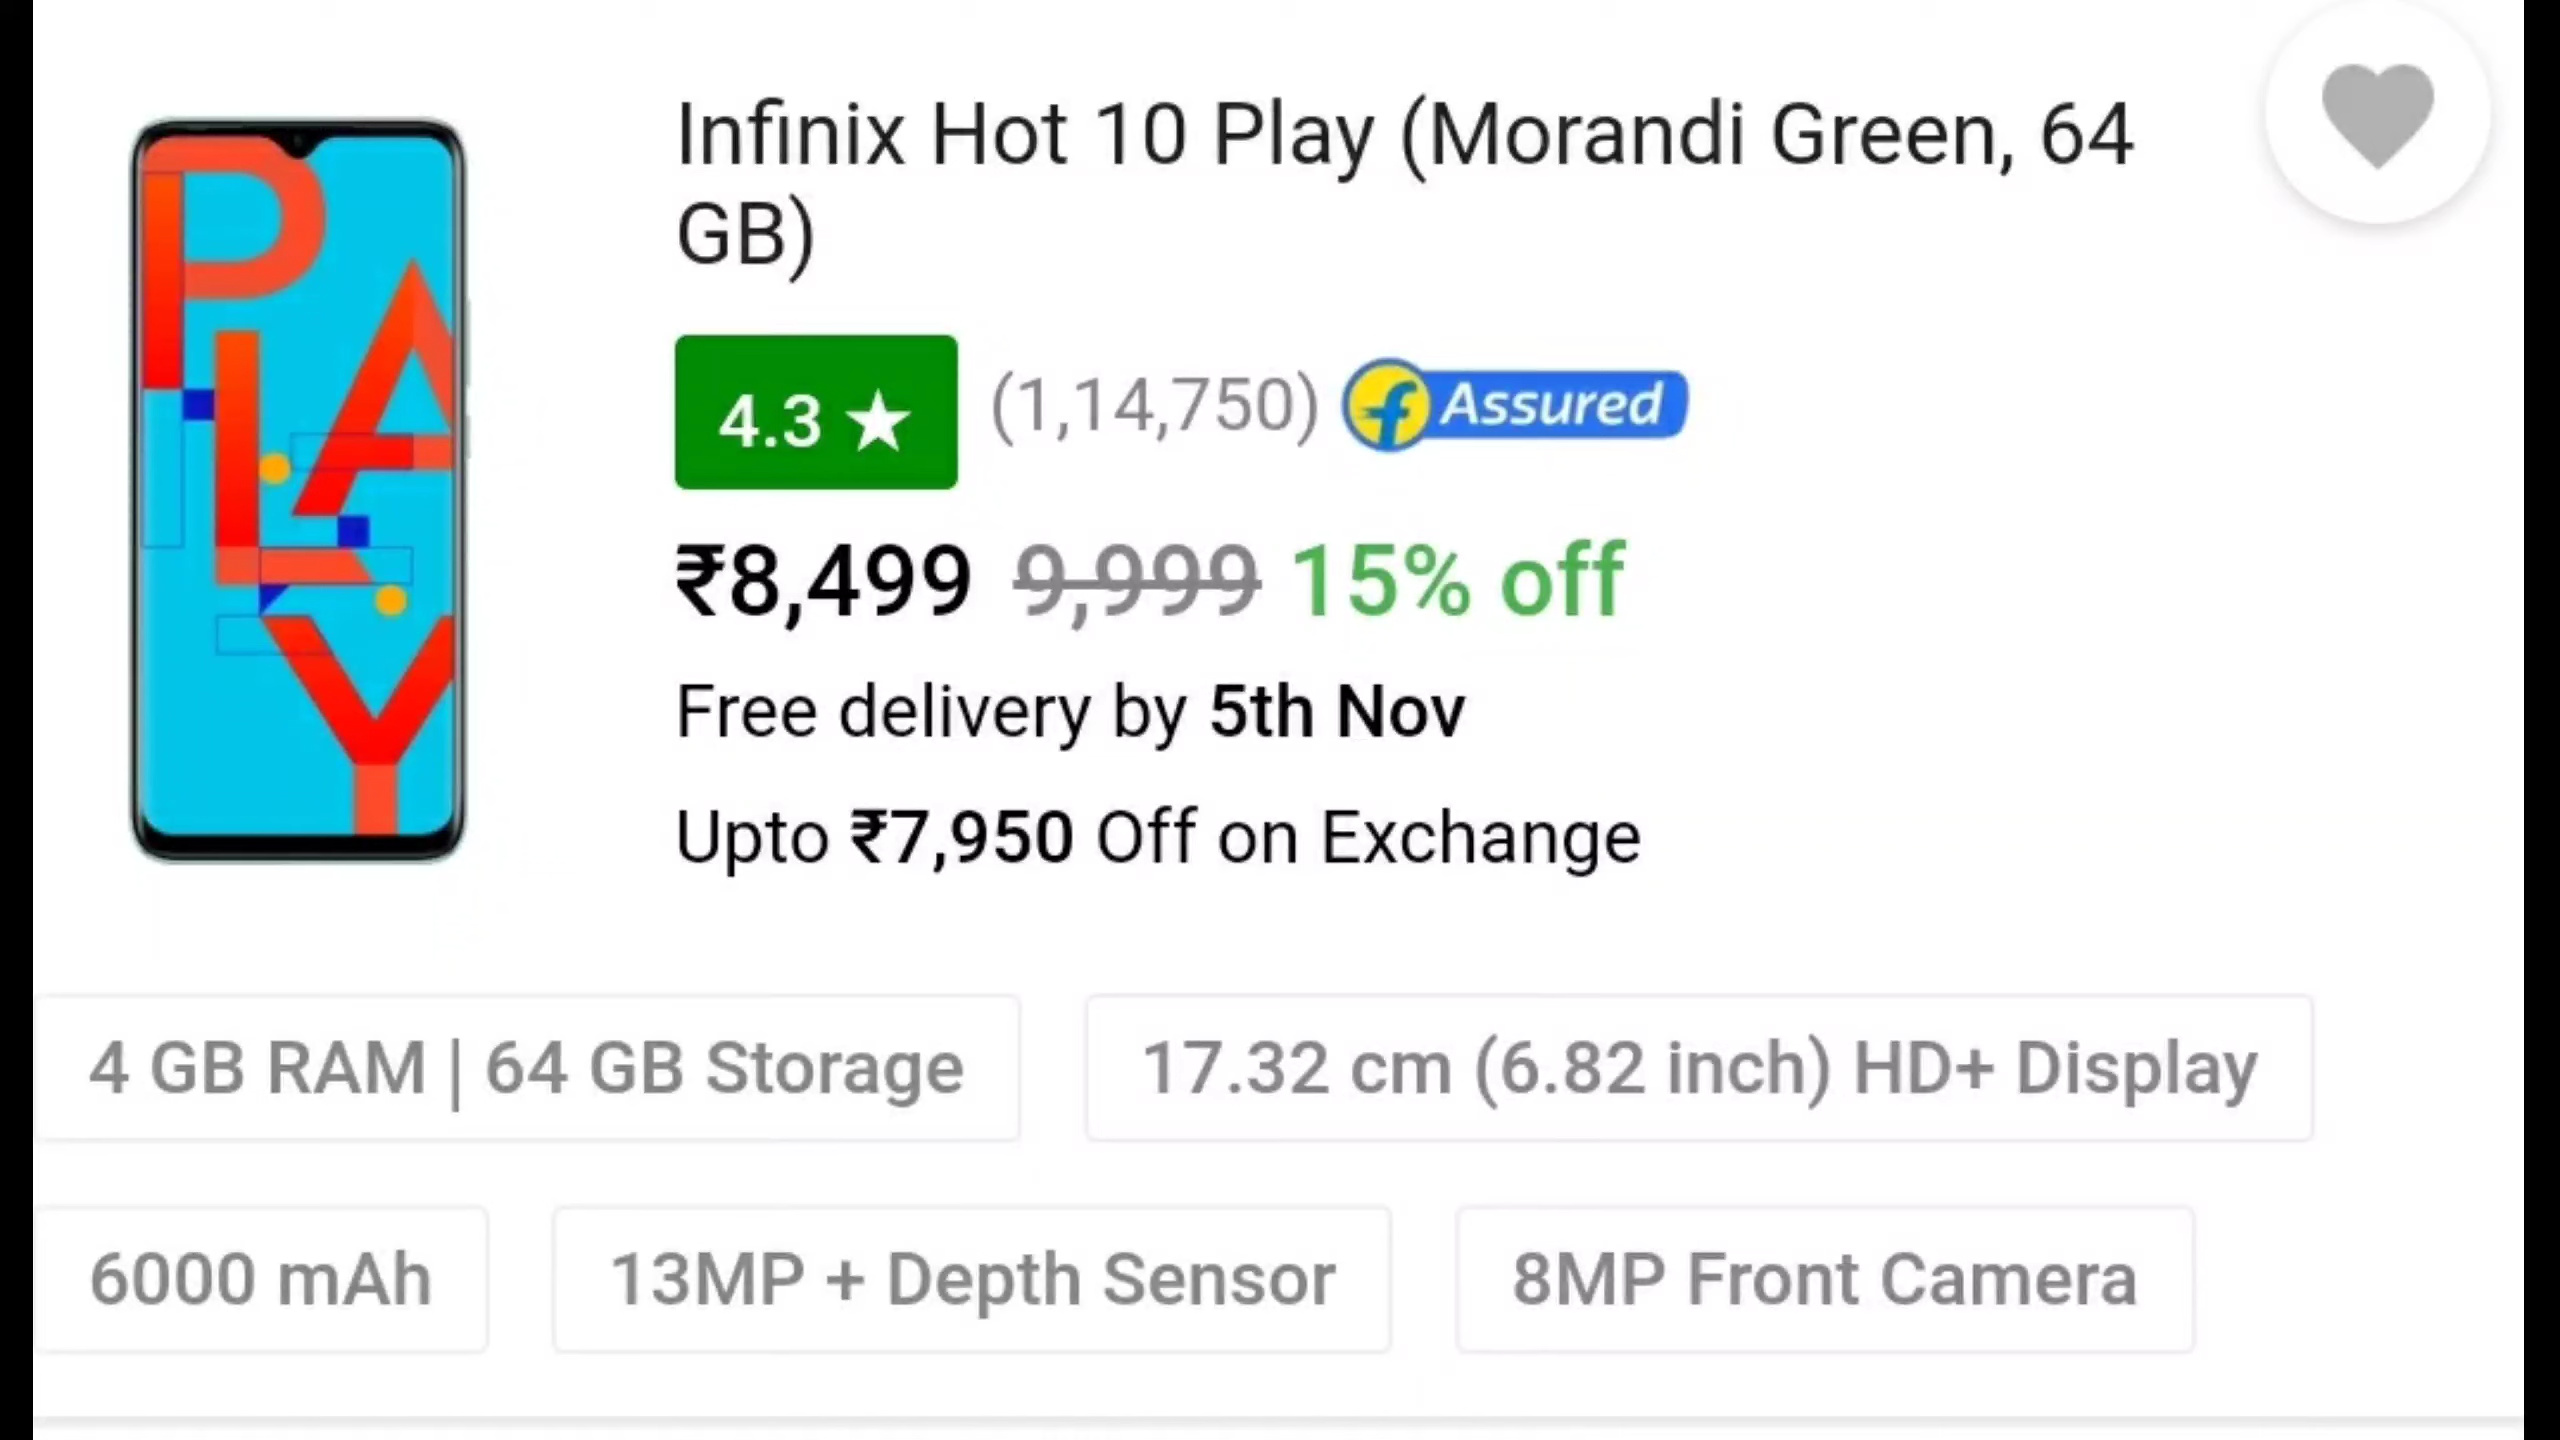 Infinix Hot 10 Play (Morandi Green, 64
GB)
4.3 ★ (1,14,750) f Assured
₹8,499 9,999 15% off
Free delivery by 5th Nov
Upto ₹7,950 Off on Exchange
PLAY
4 GB RAM | 64 GB Storage
17.32 cm (6.82 inch) HD+ Display
6000 mAh
13MP + Depth Sensor
8MP Front Camera